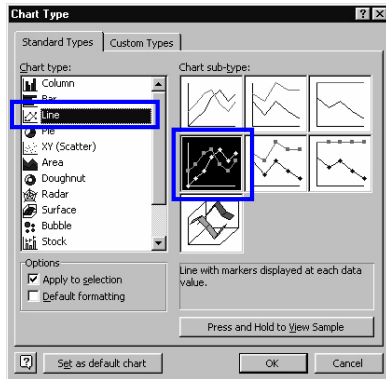 Chart Type
Standard Types
Custom Types
Chart type:
Column
Bar
Line
Pie
XY (Scatter)
Area
Doughnut
Radar
Surface
Bubble
Stock
Chart sub-type:
Options
Apply to selection
Default formatting
Line with markers displayed at each data
value.
Press and Hold to View Sample
Set as default chart
OK
Cancel